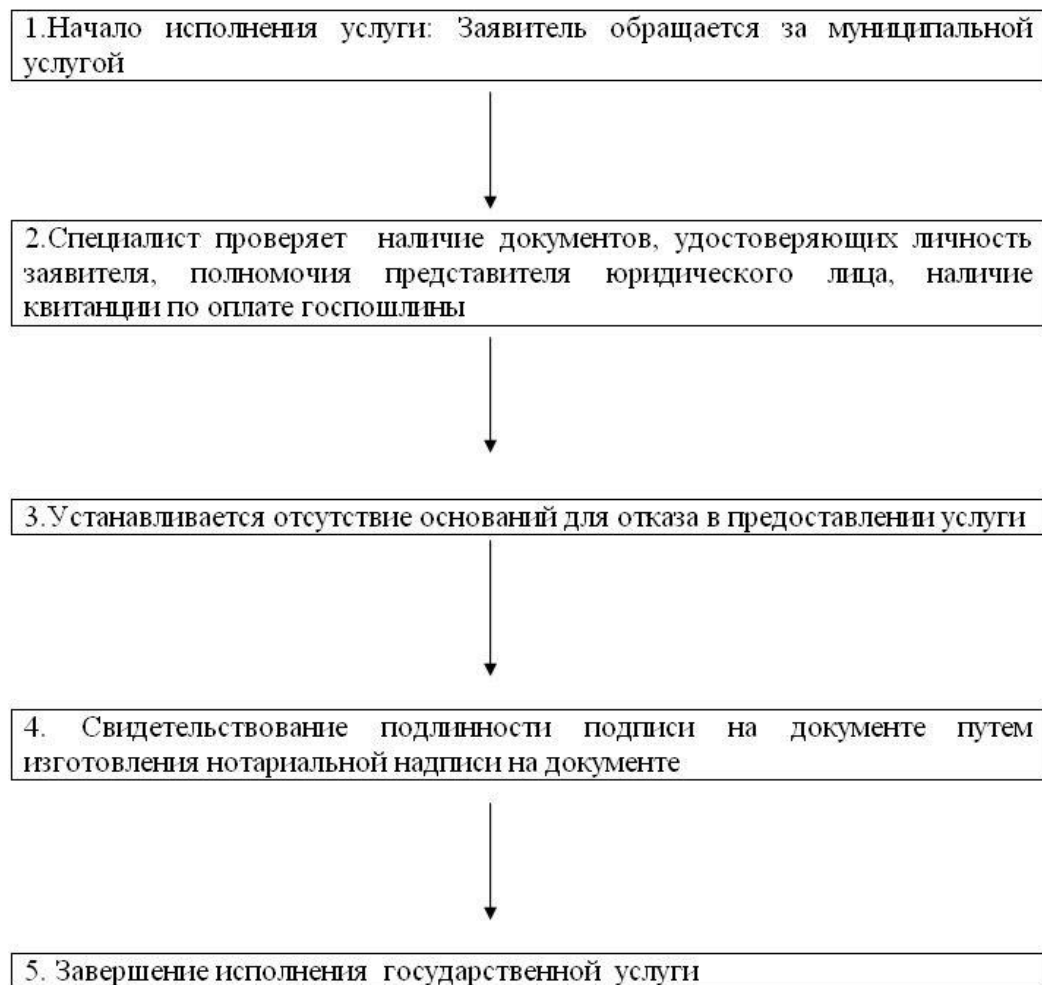 1.Начало исполнения услуги: Заявитель обращается за муниципальной
услугой
2.Специалист проверяет наличие документов, удостоверяющих личность
заявителя, полномочия представителя юридического лица, наличие
квитанции по оплате госпошлины
3.Устанавливается отсутствие оснований для отказа в предоставлении услуги
4. Свидетельствование подлинности подписи на документе путем
изготовления нотариальной надписи на документе
5. Завершение исполнения государственной услуги